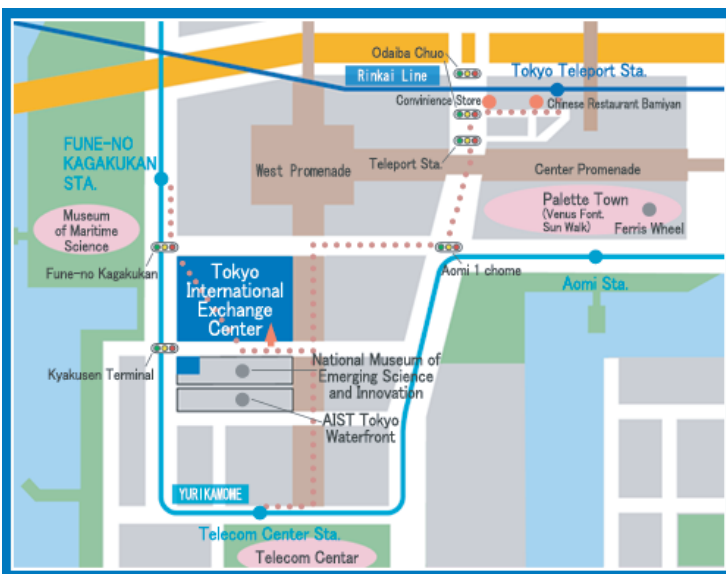 Odaiba Chuo
Rinkai Line
Tokyo Teleport Sta.
Convinience Store
Chinese Restaurant Bamiyan
FUNE-NO
KAGAKUKAN
STA.
West Promenade
Teleport Sta.
Center Promenade
Palette Town
(Venus Font,
Sun Walk)
Ferris Wheel
Museum
of Maritime
Science
Fune-no Kagakukan
Aomi 1 chome
Aomi Sta.
Tokyo
International
Exchange
Center
Kyakusen Terminal
National Museum of
Emerging Science
and Innovation
AIST Tokyo
Waterfront
YURIKAMOME
Telecom Center Sta.
Telecom Centar